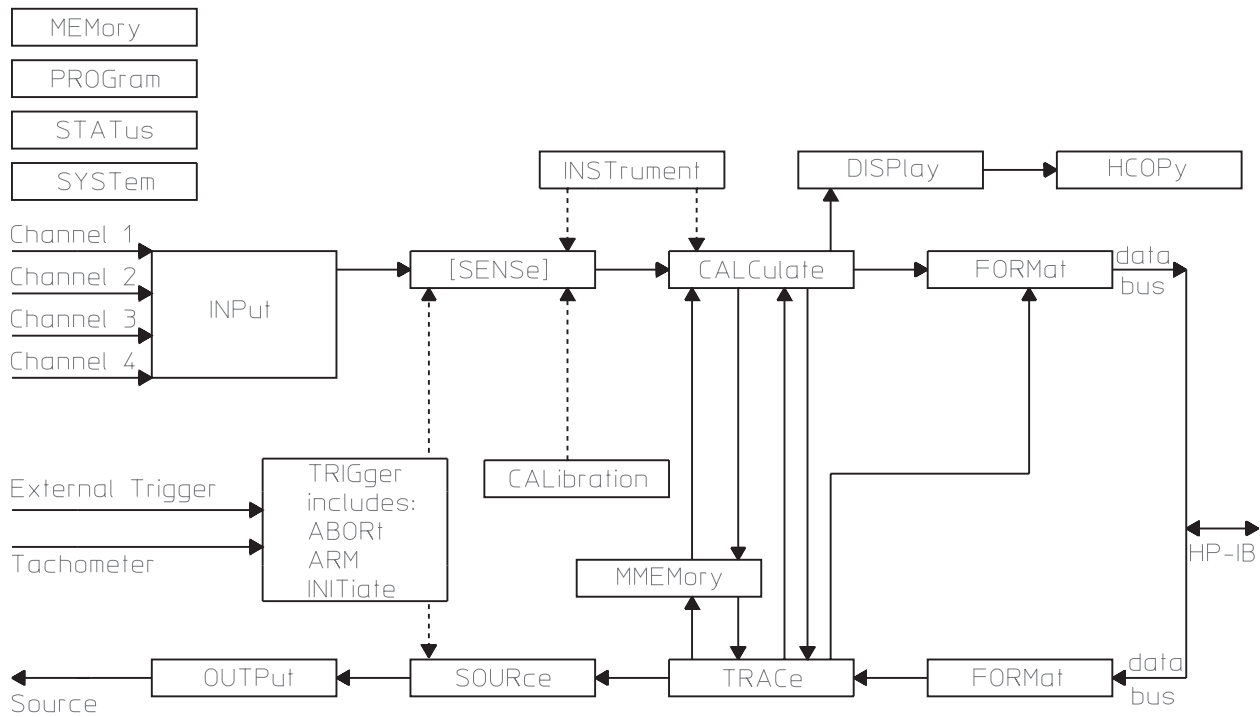 MEMory
PROGram
STATus
SYSTem
INSTrument
DISPlay
HCOPy
Channel 1
Channel 2
Channel 3
Channel 4
INPut
[SENSe]
CALCulate
FORMat
data
bus
External Trigger
Tachometer
TRIGger
includes:
ABORt
ARM
INITiate
CALibration
MMEMory
HP-IB
Source
OUTPut
SOURce
TRACe
FORMat
data
bus